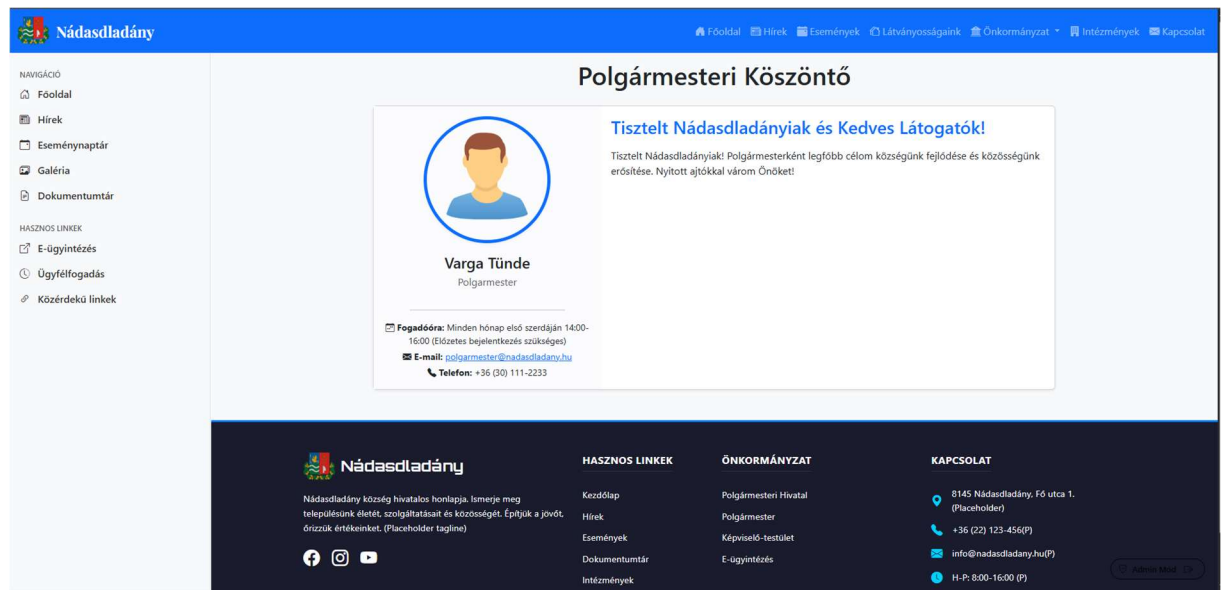 Nádasdladány
Főoldal Hírek Események Látványosságaink Önkormányzat Intézmények Kapcsolat
NAVIGÁCIÓ
Főoldal
Hírek
Eseménynaptár
Galéria
Dokumentumtár
HASZNOS LINKEK
E-ügyintézés
Ügyfélfogadás
Közérdekű linkek
Polgármesteri Köszöntő
Varga Tünde
Polgarmester
Fogadóóra: Minden hónap első szerdáján 14:00-
16:00 (Előzetes bejelentkezés szükséges)
E-mail: polgarmester@nadasdladany.hu
Telefon: +36 (30) 111-2233
Tisztelt Nádasdladányiak és Kedves Látogatók!
Tisztelt Nádasdladányiak! Polgármesterként legfőbb célom községünk fejlődése és közösségünk
erősítése. Nyitott ajtókkal várom Önöket!
Nádasdladány
Nádasdladány község hivatalos honlapja. Ismerje meg
településünk életét, szolgáltatásait és közösségét. Építjük a jövőt,
őrizzük értékeinket. (Placeholder tagline)
HASZNOS LINKEK
Kezdőlap
Hírek
Események
Dokumentumtár
Intézmények
ÖNKORMÁNYZAT
Polgármesteri Hivatal
Polgármester
Képviselő-testület
E-ügyintézés
KAPCSOLAT
8145 Nádasdladány, Fő utca 1.
(Placeholder)
+36 (22) 123-456(P)
info@nadasdladany.hu(P)
H-P: 8:00-16:00 (P)
Admin Mód